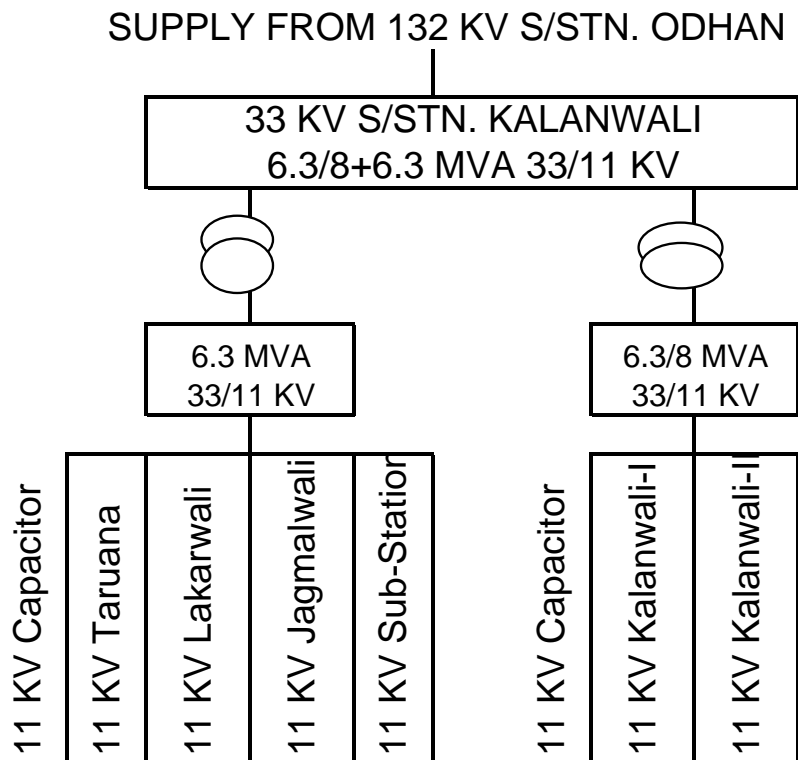 SUPPLY FROM 132 KV S/STN. ODHAN
33 KV S/STN. KALANWALI
6.3/8+6.3 MVA 33/11 KV
6.3 MVA
33/11 KV
6.3/8 MVA
33/11 KV
11 KV Capacitor
11 KV Taruana
11 KV Lakarwali
11 KV Jagmalwali
11 KV Sub-Station
11 KV Capacitor
11 KV Kalanwali-I
11 KV Kalanwali-II